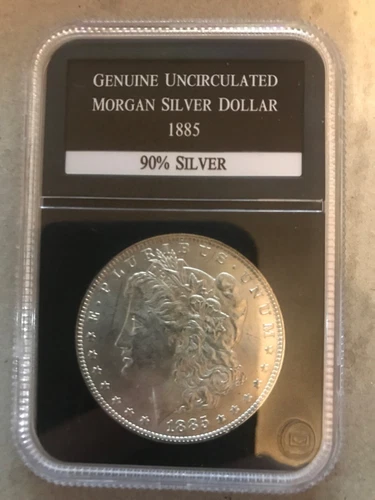 GENUINE UNCIRCULATED
MORGAN SILVER DOLLAR
1885
90% SILVER
E·PLURIBUS·UNUM
1885